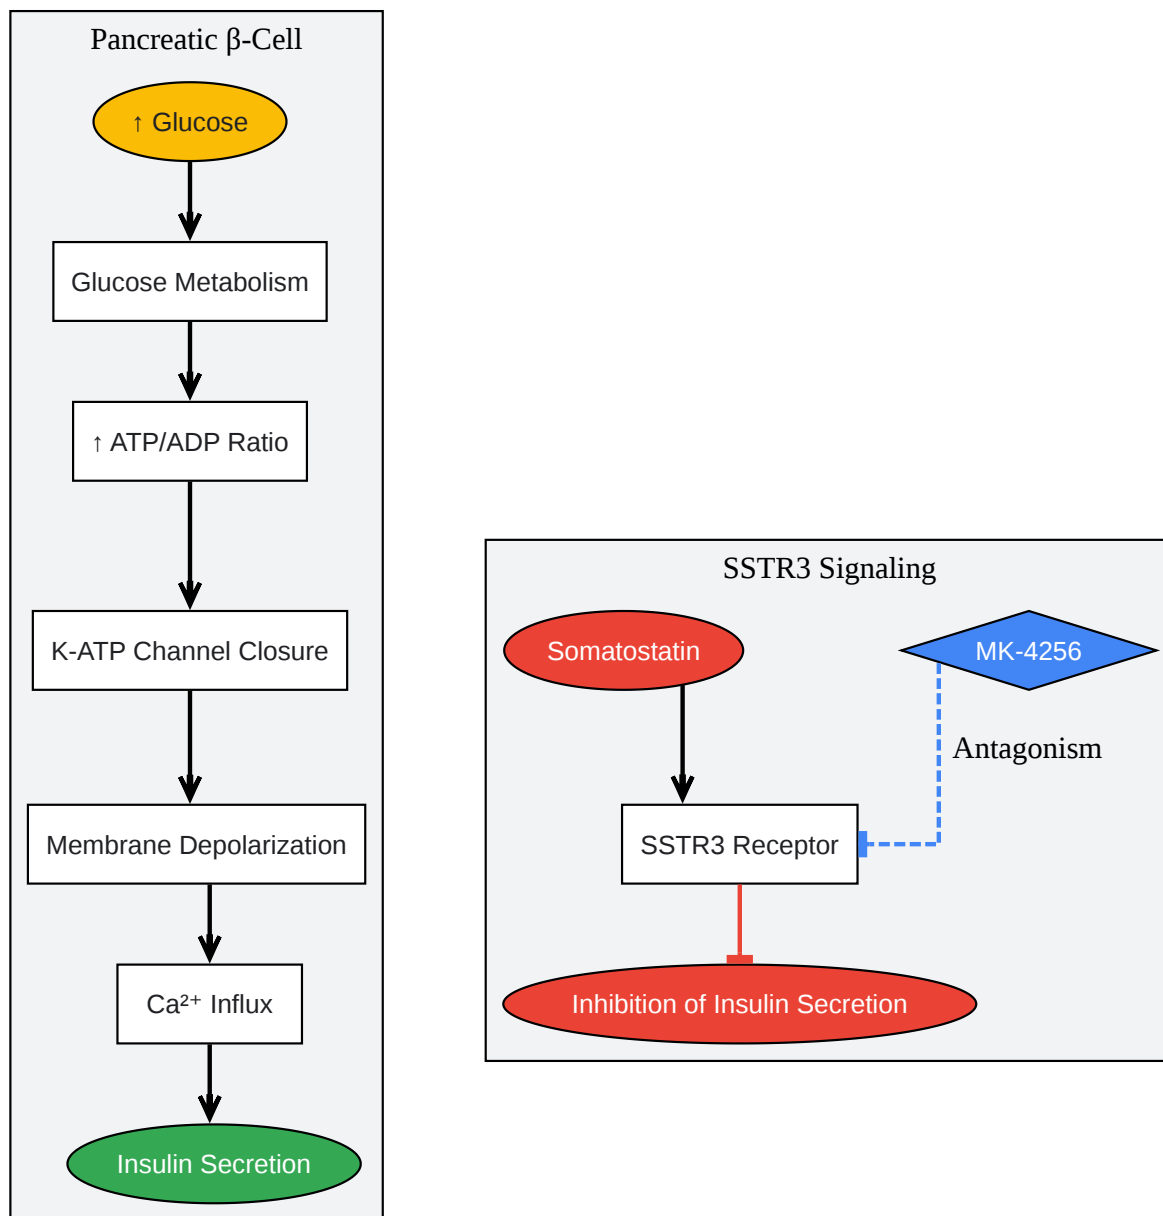 Pancreatic β-Cell
↑ Glucose
Glucose Metabolism
↑ ATP/ADP Ratio
K-ATP Channel Closure
Membrane Depolarization
Ca²⁺ Influx
Insulin Secretion
SSTR3 Signaling
Somatostatin
MK-4256
Antagonism
SSTR3 Receptor
Inhibition of Insulin Secretion